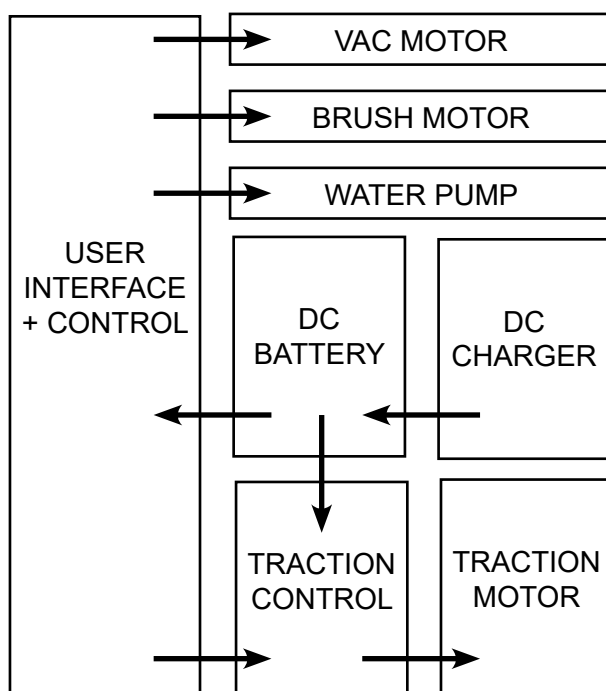 VAC MOTOR
BRUSH MOTOR
WATER PUMP
USER
INTERFACE
+ CONTROL
DC
BATTERY
DC
CHARGER
TRACTION
CONTROL
TRACTION
MOTOR